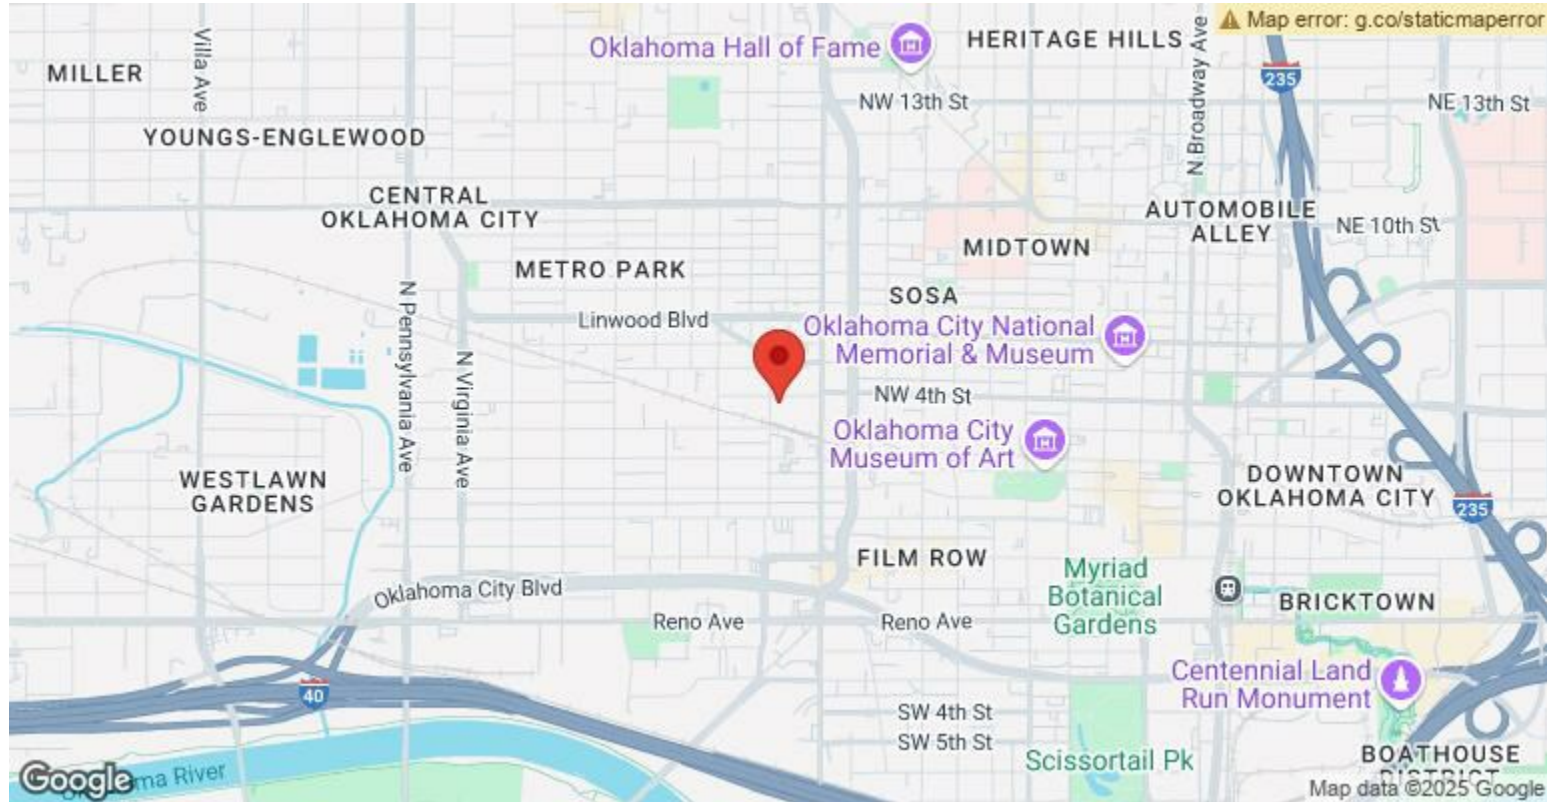 Map error: g.co/staticmaperror
Oklahoma Hall of Fame
HERITAGE HILLS
MILLER
Villa Ave
N Broadway Ave
235
NW 13th St
NE 13th St
YOUNGS-ENGLEWOOD
CENTRAL
OKLAHOMA CITY
AUTOMOBILE
ALLEY
NE 10th St
MIDTOWN
METRO PARK
SOSA
Linwood Blvd
Oklahoma City National
Memorial & Museum
N Pennsylvania Ave
N Virginia Ave
NW 4th St
Oklahoma City
Museum of Art
WESTLAWN
GARDENS
DOWNTOWN
OKLAHOMA CITY
235
FILM ROW
Myriad
Botanical
Gardens
Oklahoma City Blvd
BRICKTOWN
Reno Ave
Reno Ave
Centennial Land
Run Monument
40
SW 4th St
SW 5th St
Scissortail Pk
BOATHOUSE
DISTRICT
Google
River
Map data ©2025 Google